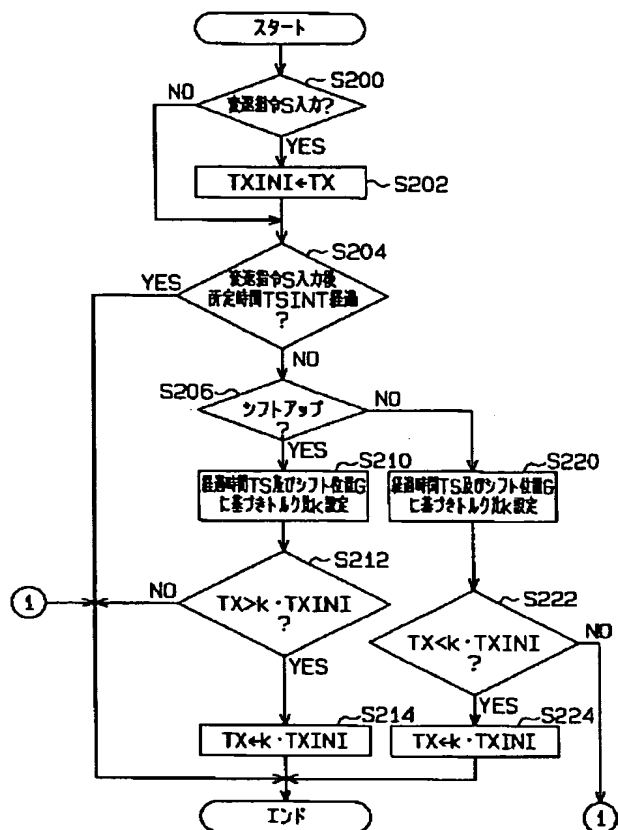 スタート
S200
変速指令S入力?
NO
YES
TXINI←TX
S202
S204
YES
変速指令S入力後
所定時間TSINT経過
?
NO
S206
シフトアップ
?
NO
YES
S210
経過時間TS及びシフト位置G
に基づきトルク比k設定
S220
経過時間TS及びシフト位置G
に基づきトルク比k設定
S212
NO
TX>k・TXINI
?
YES
1
S222
TX<k・TXINI
?
NO
YES
S214
TX←k・TXINI
S224
TX←k・TXINI
エンド
1